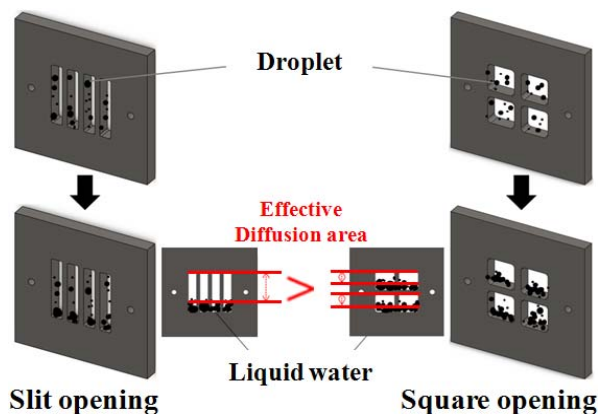 Droplet
Effective
Diffusion area
>
Liquid water
Slit opening
Square opening